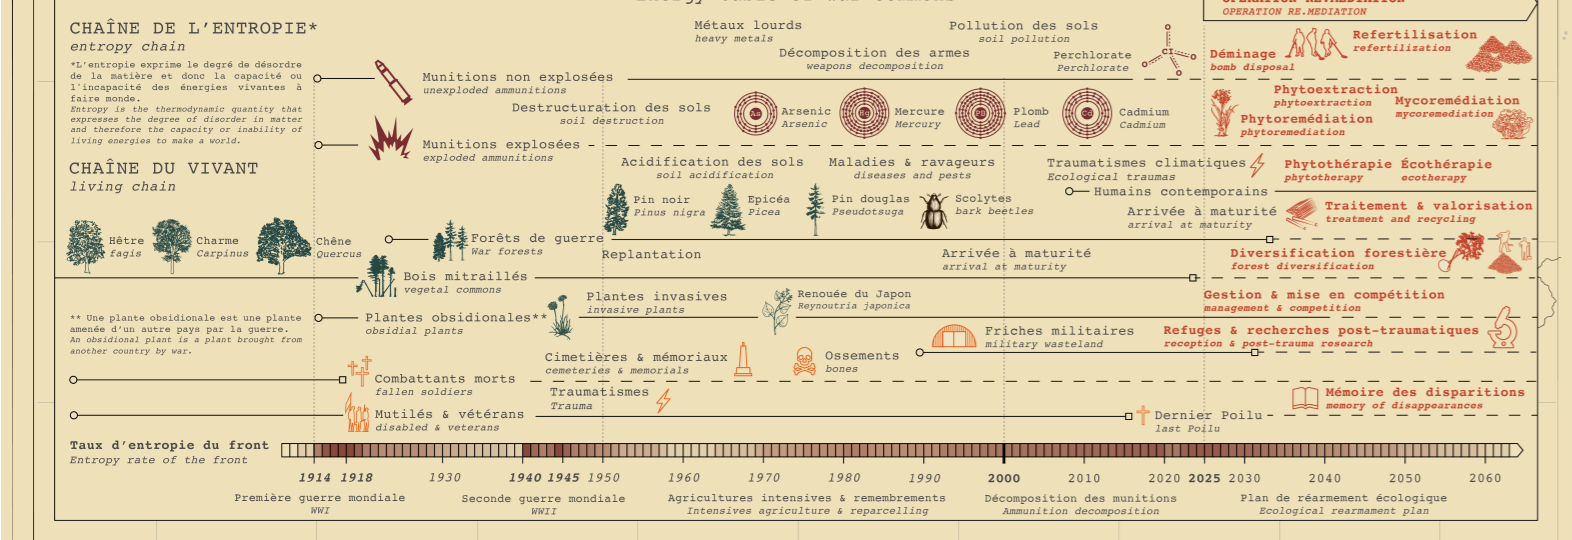 OPERATION RE.MEDIATION
CHAÎNE DE L'ENTROPIE*
entropy chain
*L'entropie exprime le degré de désordre
de la matière et donc la capacité ou
l'incapacité des énergies vivantes à
faire monde.
Entropy is the thermodynamic quantity that
expresses the degree of disorder in matter
and therefore the capacity or inability of
living energies to make a world.
Métaux lourds
heavy metals
Pollution des sols
soil pollution
Décomposition des armes
weapons decomposition
Perchlorate
Perchlorate
Cl
O
O
O
O
Déminage
bomb disposal
Refertilisation
refertilization
Munitions non explosées
unexploded ammunitions
Destructuration des sols
soil destruction
As
Arsenic
Arsenic
Hg
Mercure
Mercury
Pb
Plomb
Lead
Cd
Cadmium
Cadmium
Phytoextraction
phytoextraction
Mycoremédiation
mycoremediation
Phytoremédiation
phytoremediation
Munitions explosées
exploded ammunitions
CHAÎNE DU VIVANT
living chain
Acidification des sols
soil acidification
Maladies & ravageurs
diseases and pests
Traumatismes climatiques
Ecological traumas
Phytothérapie
phytotherapy
Écothérapie
ecotherapy
Humains contemporains
Pin noir
Pinus nigra
Epicéa
Picea
Pin douglas
Pseudotsuga
Scolytes
bark beetles
Arrivée à maturité
arrival at maturity
Traitement & valorisation
treatment and recycling
Hêtre
fagis
Charme
Carpinus
Chêne
Quercus
Forêts de guerre
War forests
Replantation
Arrivée à maturité
arrival at maturity
Diversification forestière
forest diversification
Bois mitraillés
vegetal commons
Plantes invasives
invasive plants
Renouée du Japon
Reynoutria japonica
Gestion & mise en compétition
management & competition
** Une plante obsidionale est une plante
amenée d'un autre pays par la guerre.
An obsidional plant is a plant brought from
another country by war.
Plantes obsidionales**
obsidial plants
Friches militaires
military wasteland
Refuges & recherches post-traumatiques
reception & post-trauma research
Cimetières & mémoriaux
cemeteries & memorials
Ossements
bones
Combattants morts
fallen soldiers
Traumatismes
Trauma
Mémoire des disparitions
memory of disappearances
Mutilés & vétérans
disabled & veterans
Dernier Poilu
last Poilu
Taux d'entropie du front
Entropy rate of the front
1914 1918 1930 1940 1945 1950 1960 1970 1980 1990 2000 2010 2020 2025 2030 2040 2050 2060
Première guerre mondiale
WWI
Seconde guerre mondiale
WWII
Agricultures intensives & remembrements
Intensives agriculture & reparcelling
Décomposition des munitions
Ammunition decomposition
Plan de réarmement écologique
Ecological rearmament plan